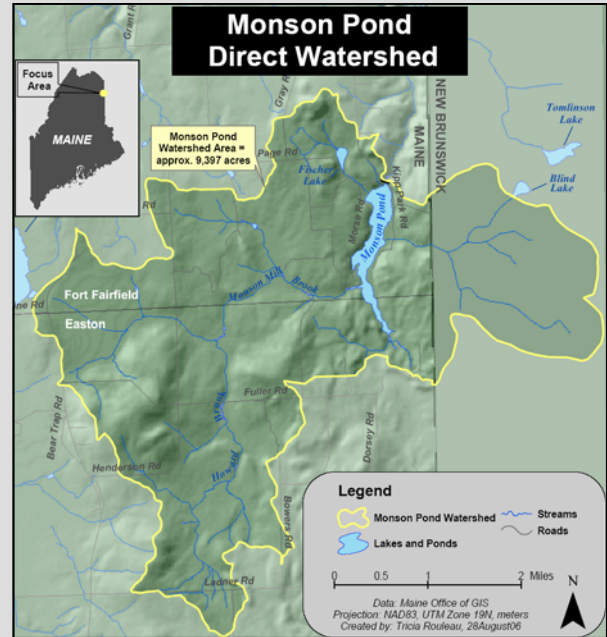 Monson Pond
Direct Watershed
Focus
Area
MAINE
Monson Pond
Watershed Area =
approx. 9,397 acres
Grant R
Gray R
Page Rd
Fischer
Lake
MAINE
NEW BRUNSWICK
Tomlinson
Lake
Blind
Lake
King Park Rd
Morse Rd
Monson Pond
Rd
Monson Mill Brook
Fort Fairfield
ine Rd
Easton
Fuller Rd
Bear Trap Rd
Brook
Howard
Henderson Rd
Dorsey Rd
Bowers Rd
Ladner Rd
Legend
Monson Pond Watershed
Streams
Roads
Lakes and Ponds
0 0.5 1 2 Miles
N
Data: Maine Office of GIS
Projection: NAD83, UTM Zone 19N, meters
Created by: Tricia Rouleau, 28August06